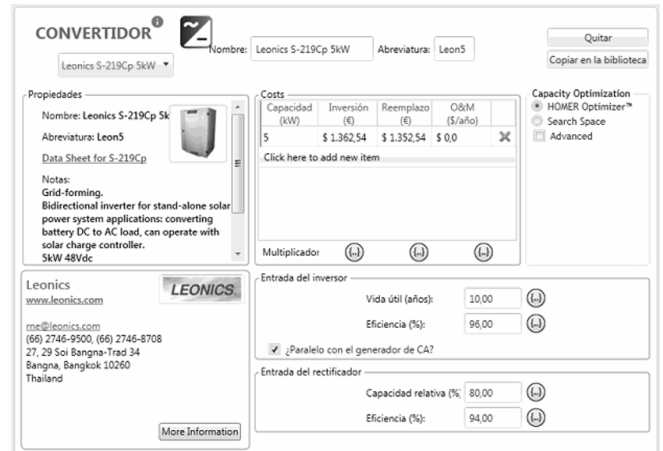 CONVERTIDOR
Nombre: Leonics S-219Cp 5kW Abreviatura: Leon5
Quitar
Leonics S-219Cp 5kW
Copiar en la biblioteca
Propiedades
Nombre: Leonics S-219Cp 5k
Abreviatura: Leon5
Data Sheet for S-219Cp
Notas:
Grid-forming.
Bidirectional inverter for stand-alone solar
power system applications: converting
battery DC to AC load, can operate with
solar charge controller.
5kW 48Vdc
Costs
Capacidad Inversión Reemplazo O&M
(kW) (€) (€) ($/año)
5 $ 1.362,54 $ 1.352,54 $ 0,0
Click here to add new item
Multiplicador (..) (..) (..)
Capacity Optimization
HOMER Optimizer™
Search Space
Advanced
Leonics
LEONICS
www.leonics.com
rne@leonics.com
(66) 2746-9500, (66) 2746-8708
27, 29 Soi Bangna-Trad 34
Bangna, Bangkok 10260
Thailand
More Information
Entrada del inversor
Vida útil (años): 10,00 (..)
Eficiencia (%): 96,00 (..)
¿Paralelo con el generador de CA?
Entrada del rectificador
Capacidad relativa (% 80,00 (..)
Eficiencia (%): 94,00 (..)